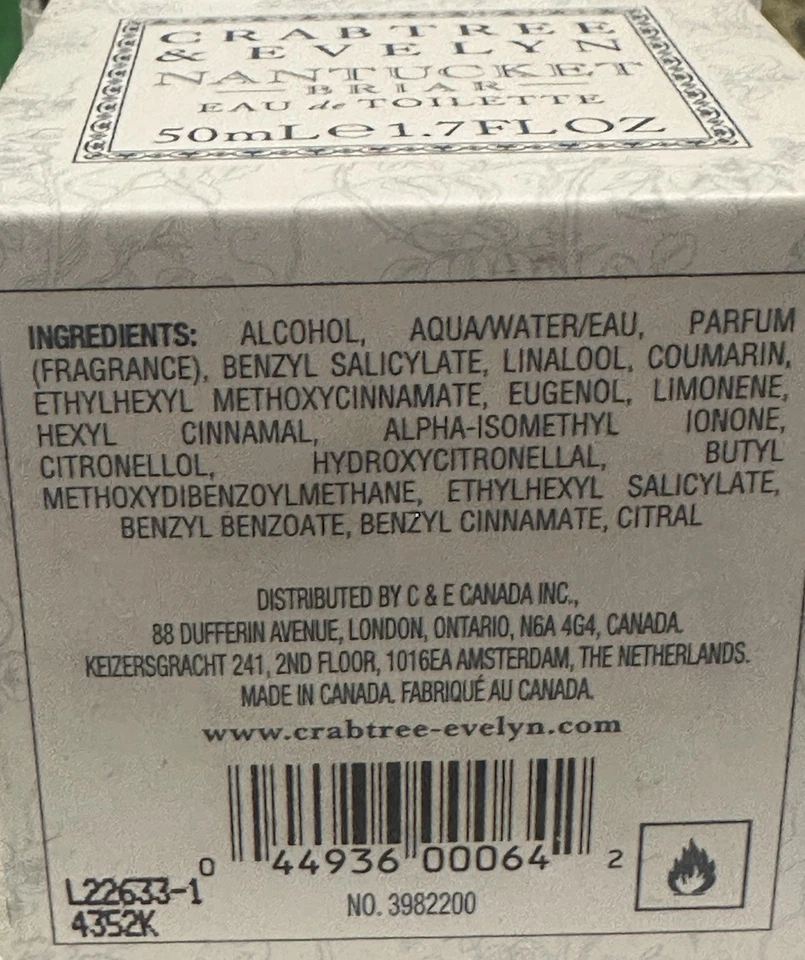 CRABTREE
& EVELYN
NANTUCKET
BRIAR
EAU de TOILETTE
50mL e 1.7 FL OZ
INGREDIENTS: ALCOHOL, AQUA/WATER/EAU, PARFUM
(FRAGRANCE), BENZYL SALICYLATE, LINALOOL, COUMARIN,
ETHYLHEXYL METHOXYCINNAMATE, EUGENOL, LIMONENE,
HEXYL CINNAMAL, ALPHA-ISOMETHYL IONONE,
CITRONELLOL, HYDROXYCITRONELLAL, BUTYL
METHOXYDIBENZOYLMETHANE, ETHYLHEXYL SALICYLATE,
BENZYL BENZOATE, BENZYL CINNAMATE, CITRAL
DISTRIBUTED BY C & E CANADA INC.,
88 DUFFERIN AVENUE, LONDON, ONTARIO, N6A 4G4, CANADA.
KEIZERSGRACHT 241, 2ND FLOOR, 1016EA AMSTERDAM, THE NETHERLANDS.
MADE IN CANADA. FABRIQUÉ AU CANADA.
www.crabtree-evelyn.com
0 44936 00064 2
NO. 3982200
L22633-1
4352K